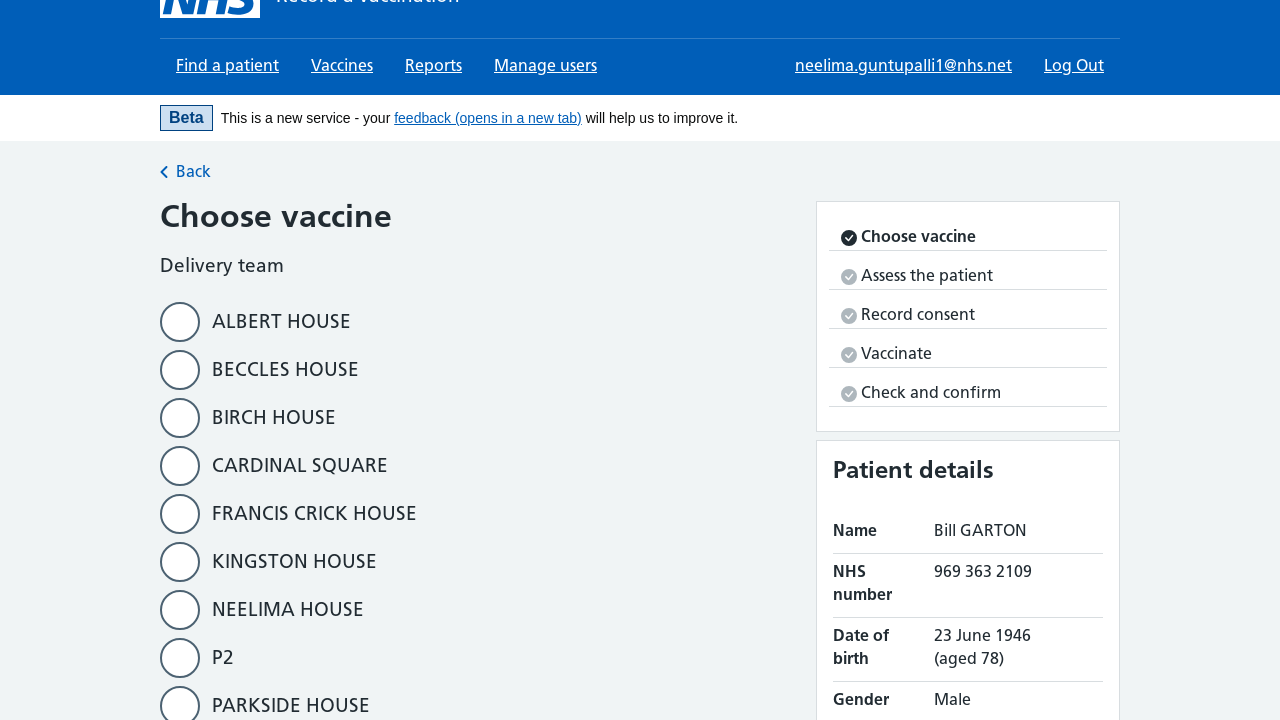 NHS Record a vaccination
Find a patient Vaccines Reports Manage users neelima.guntupalli1@nhs.net Log Out
Beta This is a new service - your feedback (opens in a new tab) will help us to improve it.
Back
Choose vaccine
Delivery team
ALBERT HOUSE
BECCLES HOUSE
BIRCH HOUSE
CARDINAL SQUARE
FRANCIS CRICK HOUSE
KINGSTON HOUSE
NEELIMA HOUSE
P2
PARKSIDE HOUSE
Choose vaccine
Assess the patient
Record consent
Vaccinate
Check and confirm
Patient details
Name Bill GARTON
NHS number 969 363 2109
Date of birth 23 June 1946 (aged 78)
Gender Male